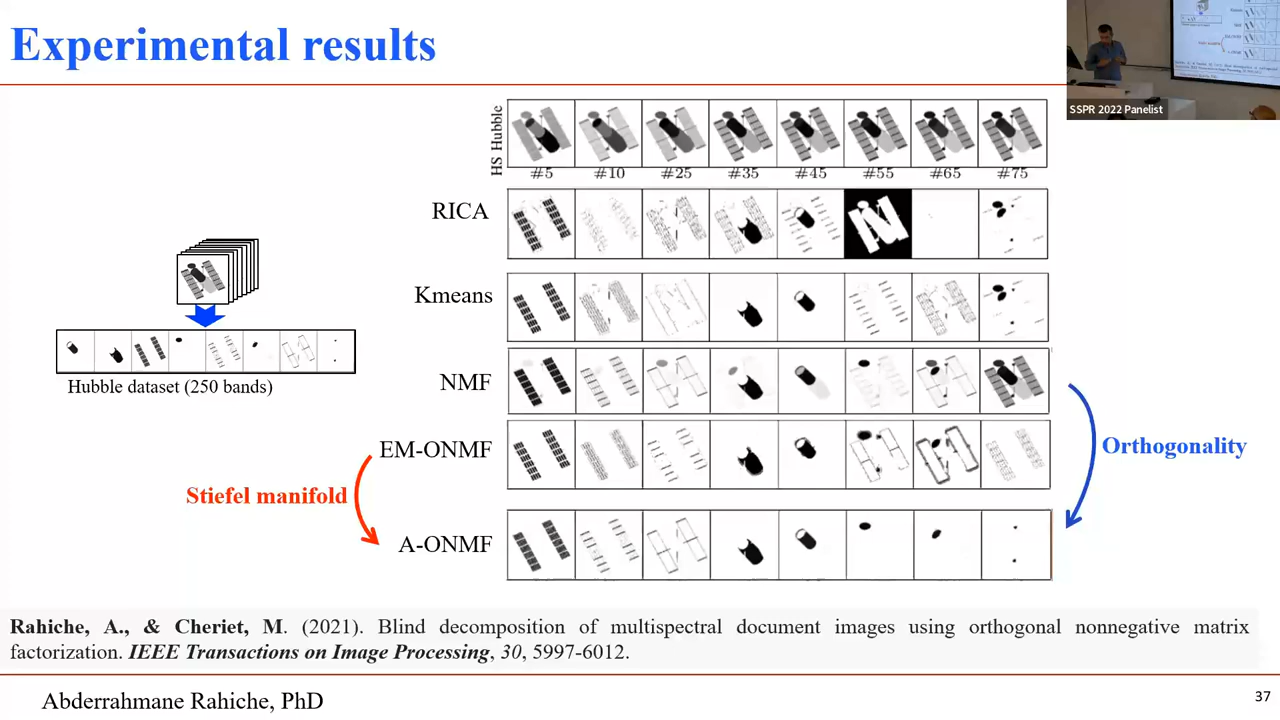 Experimental results
SSPR 2022 Panelist
HS Hubble
#5 #10 #25 #35 #45 #55 #65 #75
RICA
Kmeans
NMF
EM-ONMF
A-ONMF
Hubble dataset (250 bands)
Stiefel manifold
Orthogonality
Rahiche, A., & Cheriet, M. (2021). Blind decomposition of multispectral document images using orthogonal nonnegative matrix
factorization. IEEE Transactions on Image Processing, 30, 5997-6012.
Abderrahmane Rahiche, PhD
37